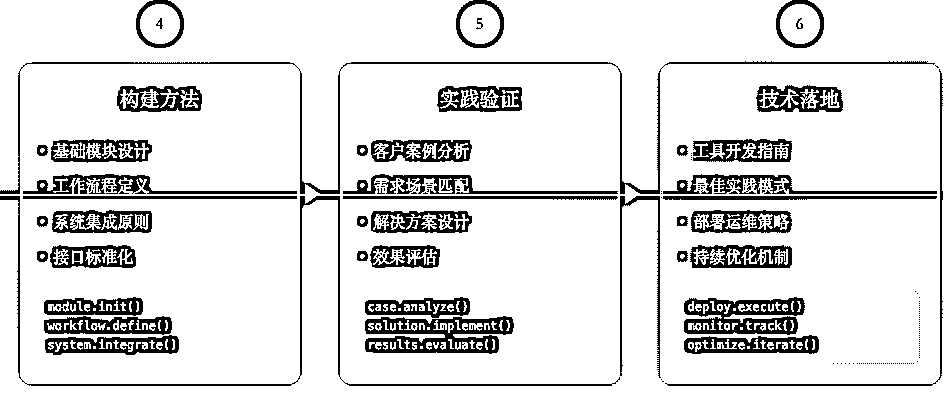 4
构建方法
基础模块设计
工作流程定义
系统集成原则
接口标准化
module.init()
workflow.define()
system.integrate()
5
实践验证
客户案例分析
需求场景匹配
解决方案设计
效果评估
case.analyze()
solution.implement()
results.evaluate()
6
技术落地
工具开发指南
最佳实践模式
部署运维策略
持续优化机制
deploy.execute()
monitor.track()
optimize.iterate()